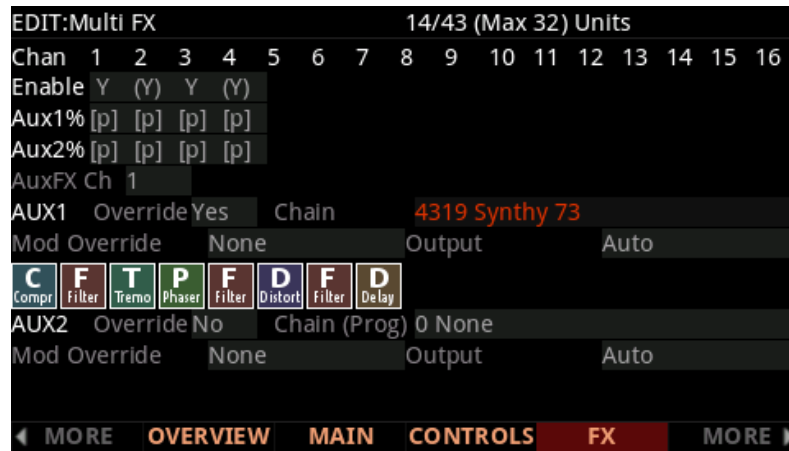 EDIT:Multi FX 14/43 (Max 32) Units
Chan 1 2 3 4 5 6 7 8 9 10 11 12 13 14 15 16
Enable Y (Y) Y (Y)
Aux1% [p] [p] [p] [p]
Aux2% [p] [p] [p] [p]
AuxFX Ch 1
AUX1 Override Yes Chain 4319 Synthy 73
Mod Override None Output Auto
C F T P F D F D
Compr Filter Tremo Phaser Filter Distort Filter Delay
AUX2 Override No Chain (Prog) 0 None
Mod Override None Output Auto
MORE OVERVIEW MAIN CONTROLS FX MORE